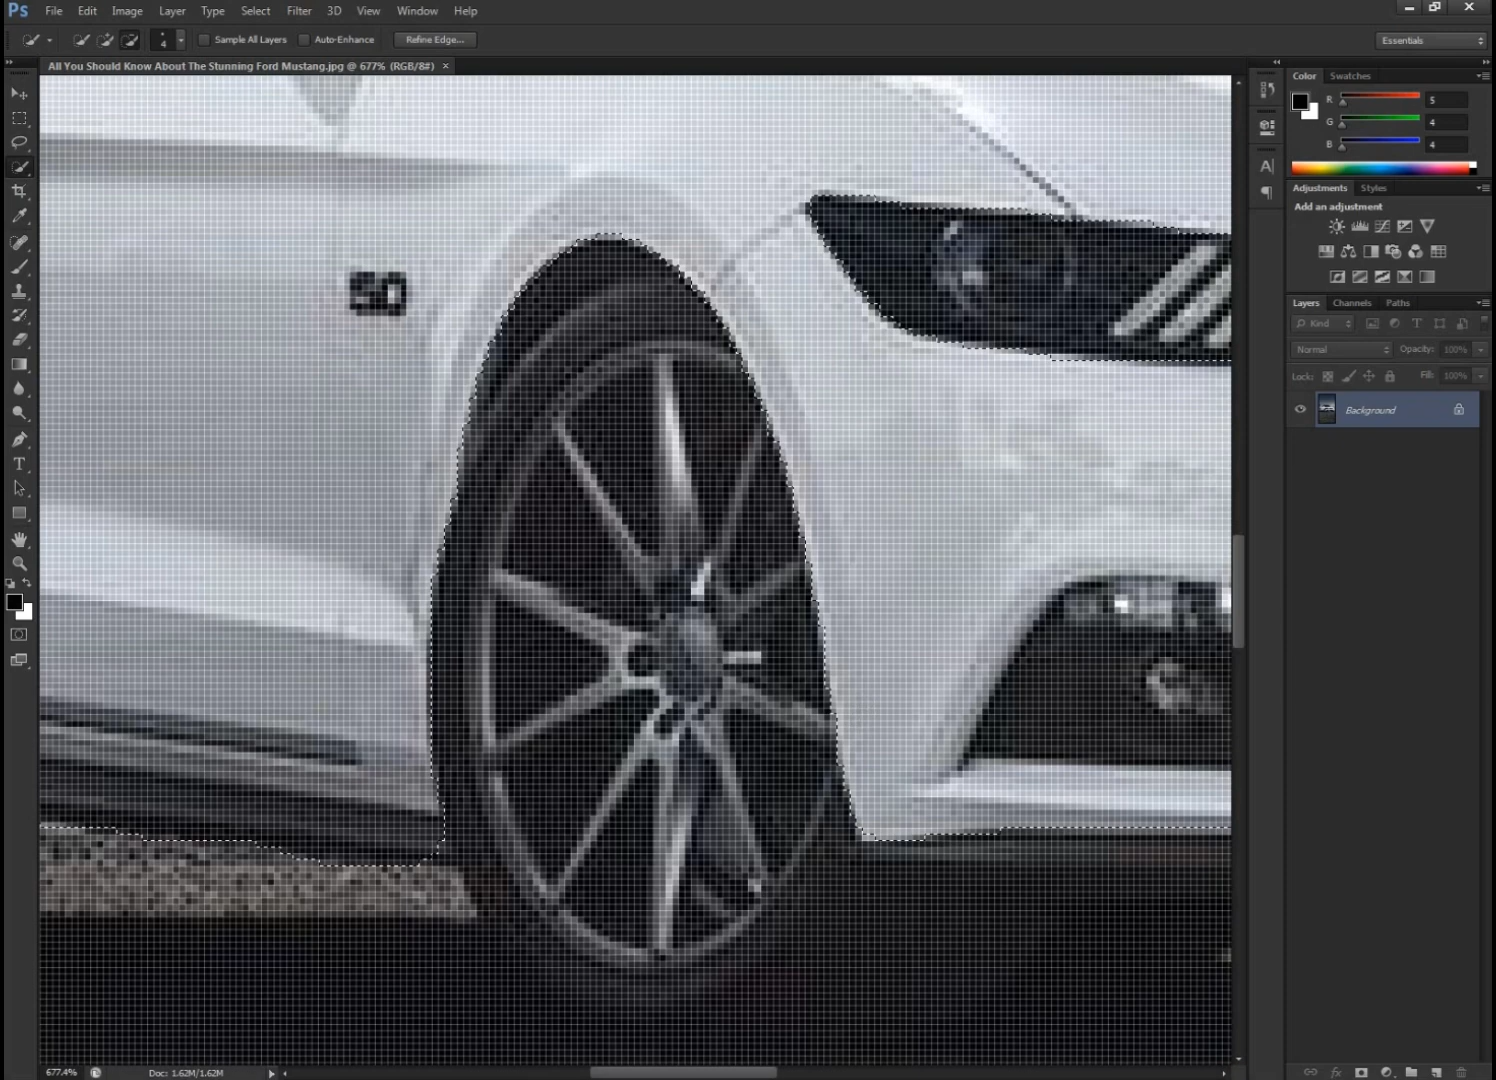 Ps File Edit Image Layer Type Select Filter 3D View Window Help
4 Sample All Layers Auto-Enhance Refine Edge... Essentials
All You Should Know About The Stunning Ford Mustang.jpg @ 677% (RGB/8#) ×
Color Swatches
R 5
G 4
B 4
Adjustments Styles
Add an adjustment
Layers Channels Paths
Kind
Normal Opacity: 100%
Lock: Fill: 100%
Background
5.0
677.4% Doc: 1.62M/1.62M